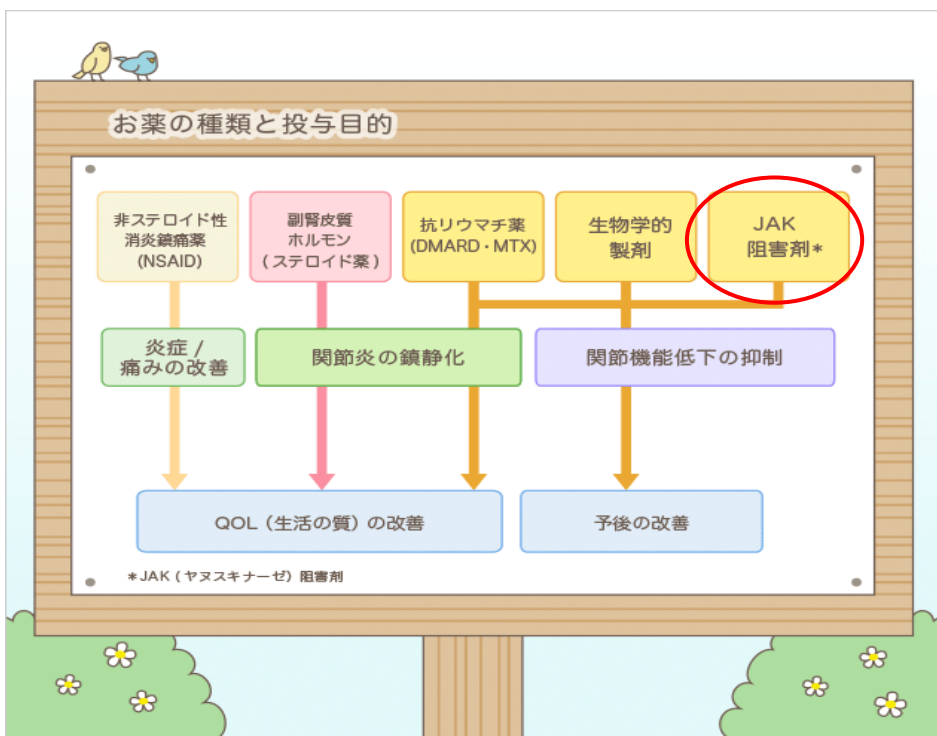 お薬の種類と投与目的
非ステロイド性
消炎鎮痛薬
(NSAID)
副腎皮質
ホルモン
(ステロイド薬)
抗リウマチ薬
(DMARD・MTX)
生物学的
製剤
JAK
阻害剤*
炎症 /
痛みの改善
関節炎の鎮静化
関節機能低下の抑制
QOL (生活の質) の改善
予後の改善
*JAK (ヤヌスキナーゼ) 阻害剤